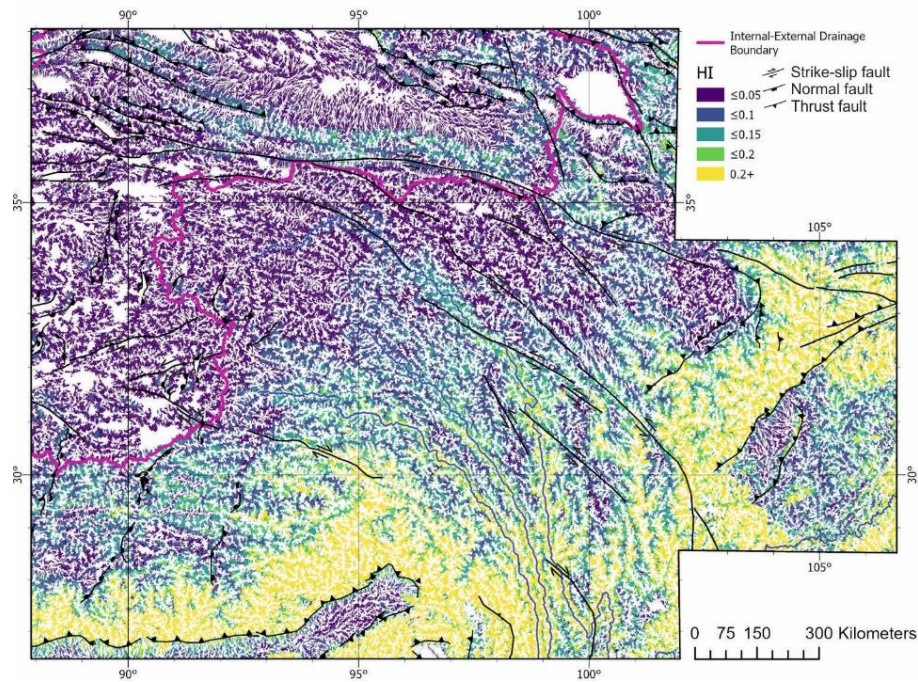 90°
95°
100°
Internal-External Drainage
Boundary
HI
≤0.05
≤0.1
≤0.15
≤0.2
0.2+
Strike-slip fault
Normal fault
Thrust fault
35°
35°
105°
30°
30°
105°
0 75 150 300 Kilometers
90°
95°
100°